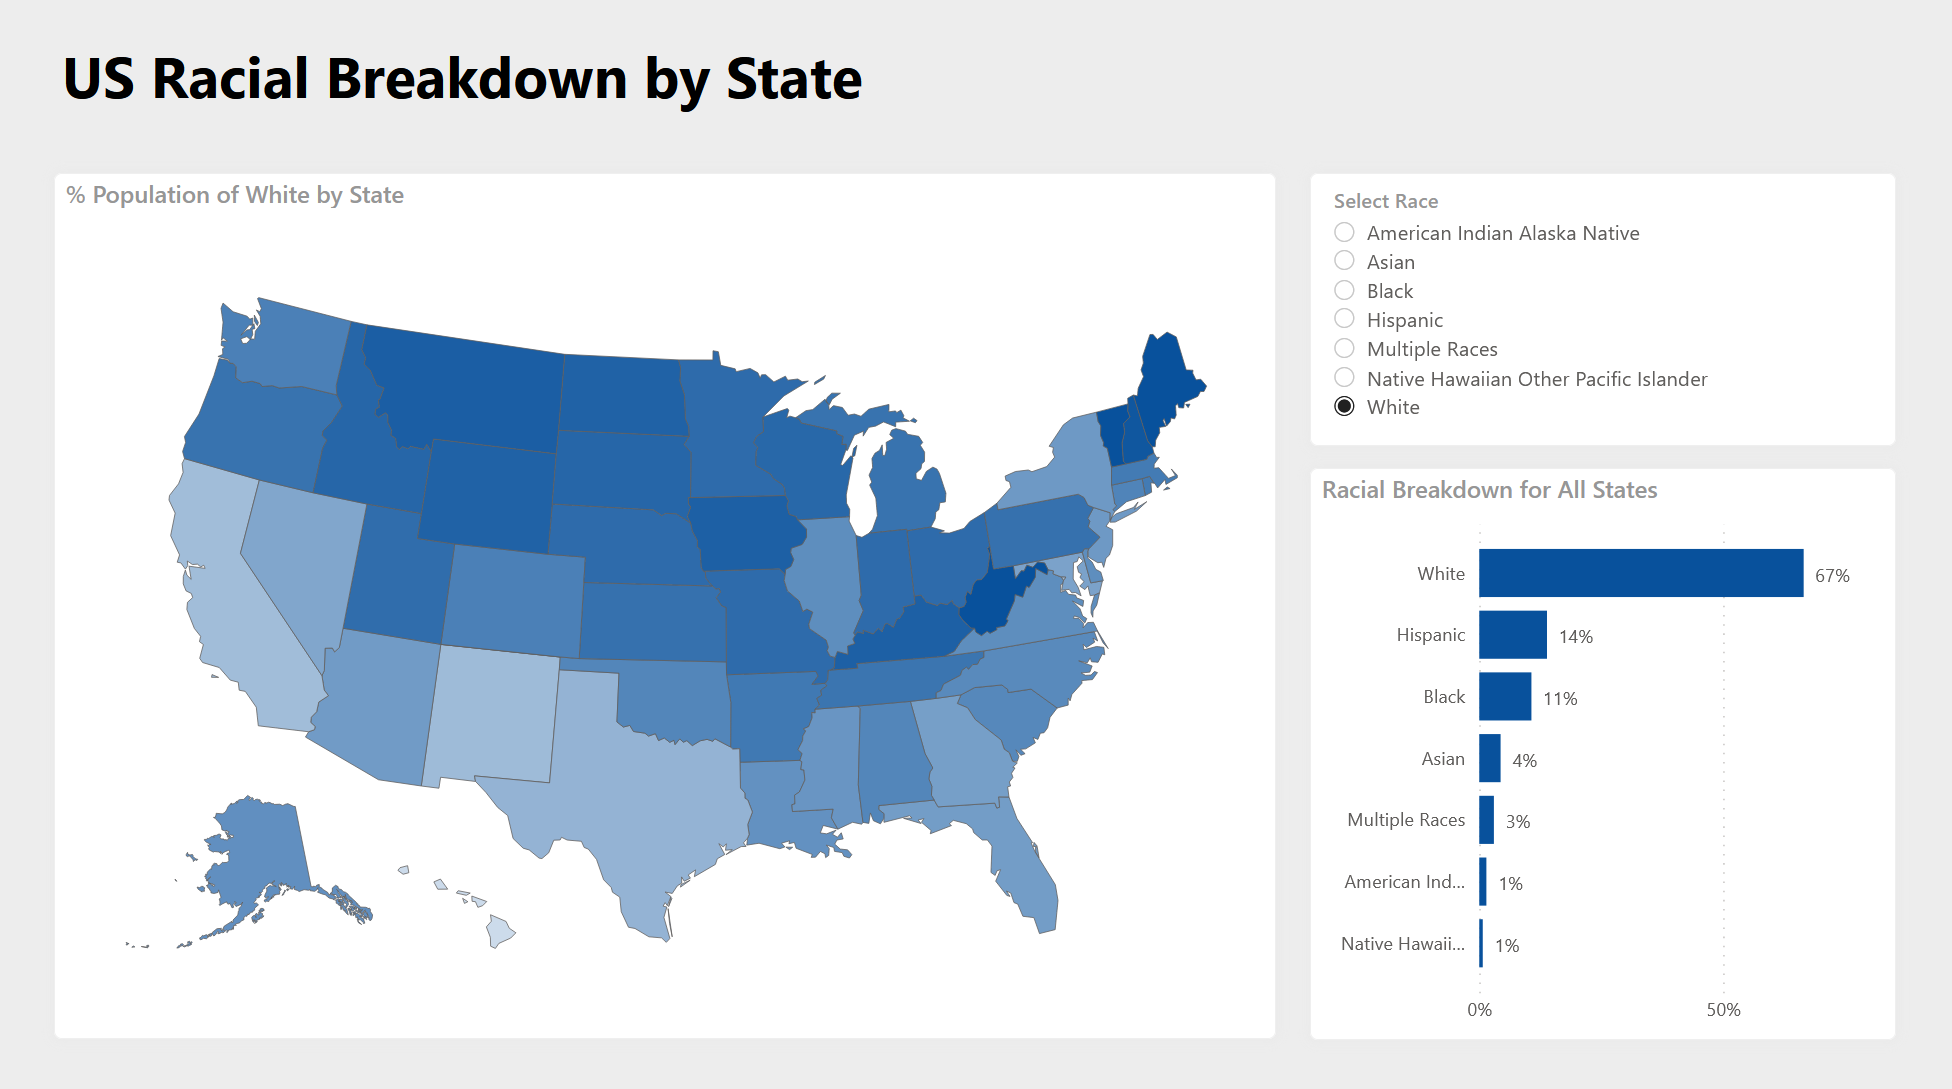 US Racial Breakdown by State
% Population of White by State
Select Race
American Indian Alaska Native
Asian
Black
Hispanic
Multiple Races
Native Hawaiian Other Pacific Islander
White
Racial Breakdown for All States
White 67%
Hispanic 14%
Black 11%
Asian 4%
Multiple Races 3%
American Ind... 1%
Native Hawaii... 1%
0% 50%